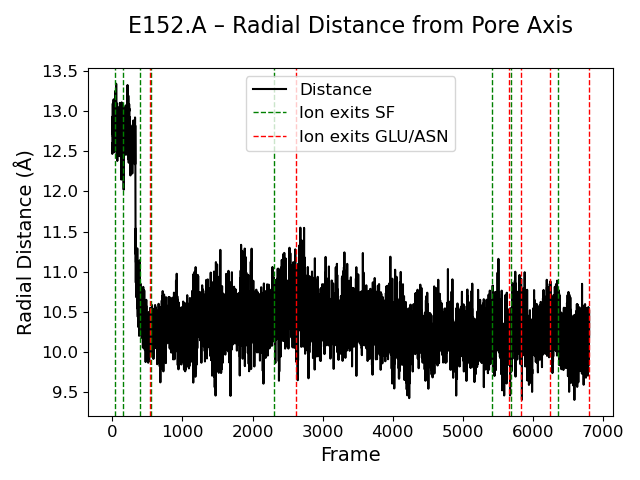 E152.A – Radial Distance from Pore Axis
13.5
13.0
12.5
12.0
11.5
11.0
10.5
10.0
9.5
Radial Distance (Å)
Distance
Ion exits SF
Ion exits GLU/ASN
0 1000 2000 3000 4000 5000 6000 7000
Frame